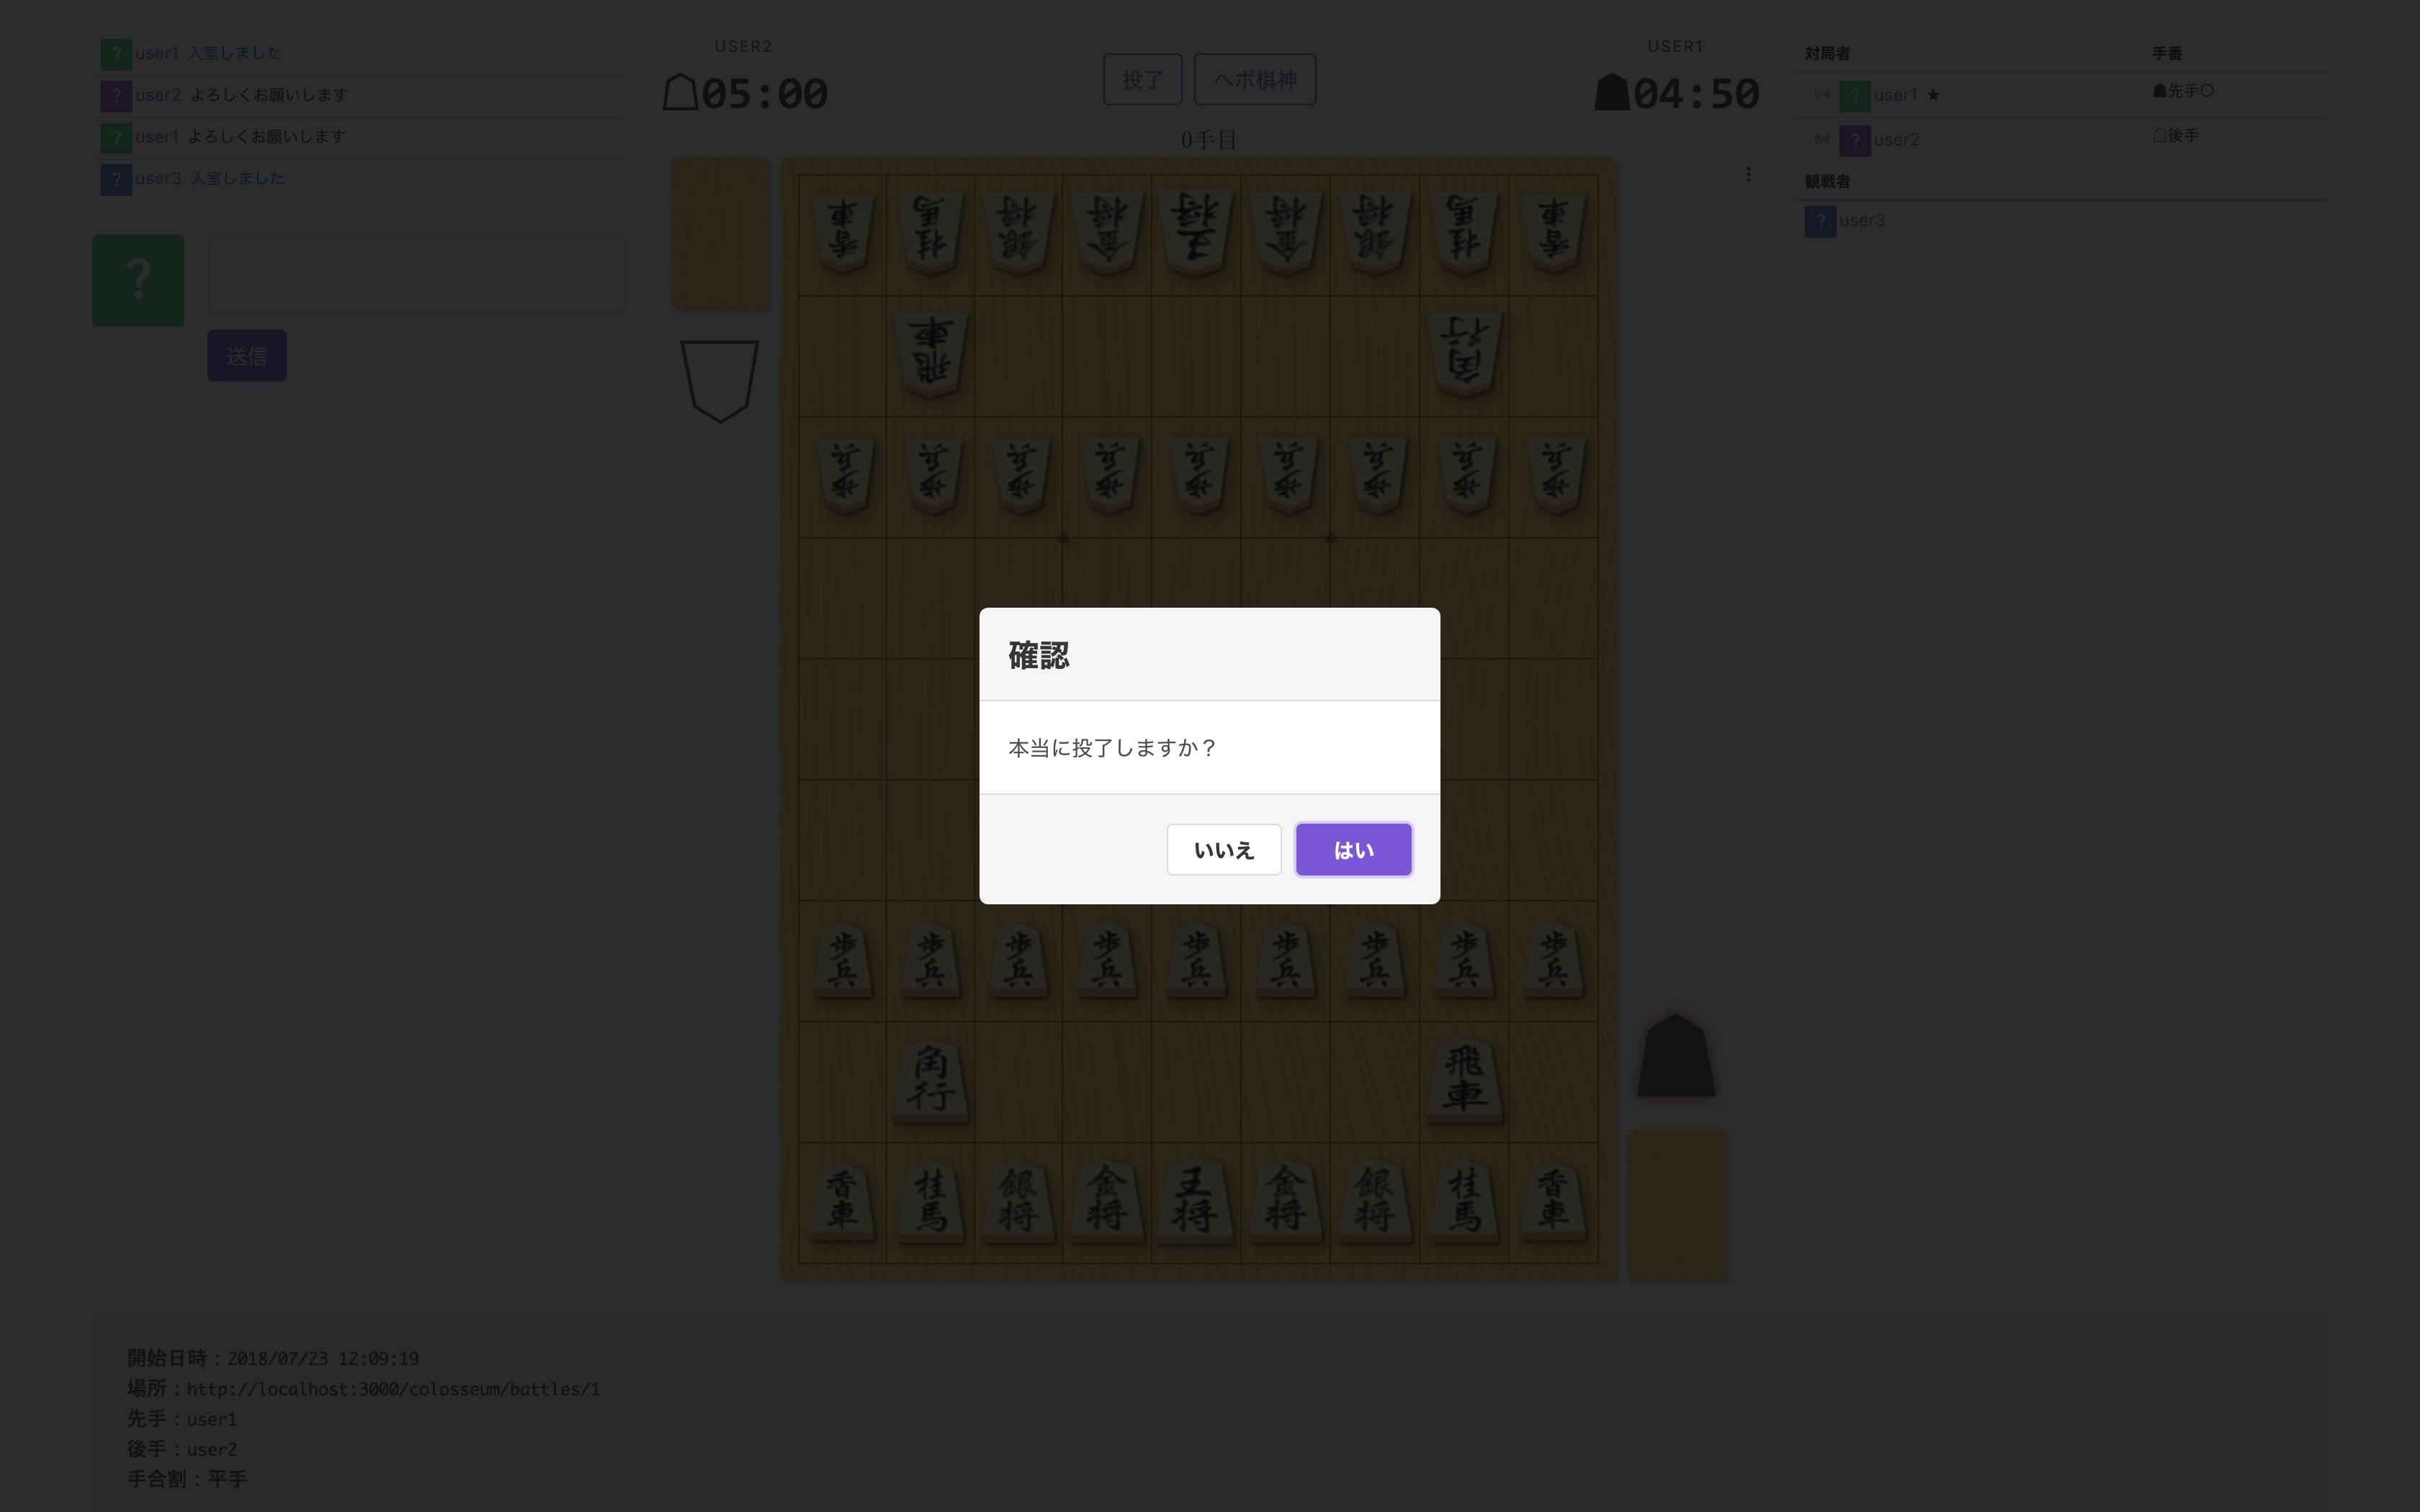 ? user1 入室しました
? user2 よろしくお願いします
? user1 よろしくお願いします
? user3 入室しました
?
送信
USER2
05:00
投了 ヘボ棋神
0手目
USER1
04:50
対局者 手番
? user1 ★ ☗先手○
? user2 ☖後手
観戦者
? user3
香車 桂馬 銀将 金将 王将 金将 銀将 桂馬 香車
飛車 角行
歩兵 歩兵 歩兵 歩兵 歩兵 歩兵 歩兵 歩兵 歩兵
確認
本当に投了しますか？
いいえ はい
歩兵 歩兵 歩兵 歩兵 歩兵 歩兵 歩兵 歩兵 歩兵
角行 飛車
香車 桂馬 銀将 金将 王将 金将 銀将 桂馬 香車
開始日時：2018/07/23 12:09:19
場所：http://localhost:3000/colosseum/battles/1
先手：user1
後手：user2
手合割：平手